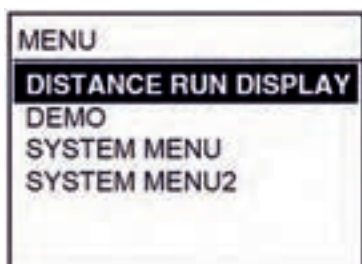 MENU
DISTANCE RUN DISPLAY
DEMO
SYSTEM MENU
SYSTEM MENU2